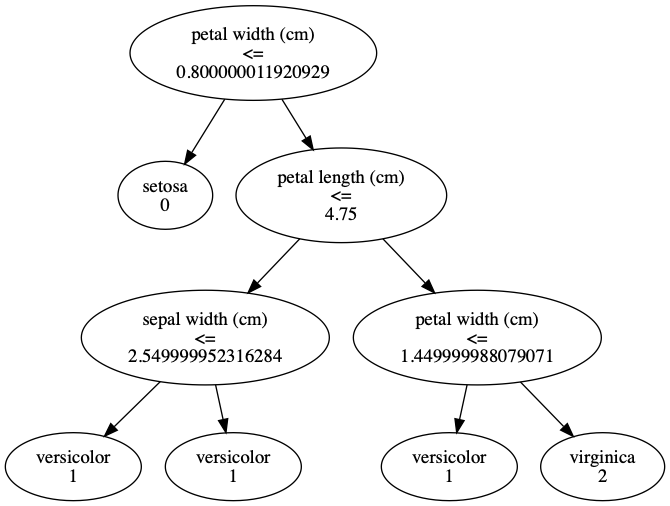 petal width (cm)
<=
0.800000011920929
setosa
0
petal length (cm)
<=
4.75
sepal width (cm)
<=
2.549999952316284
petal width (cm)
<=
1.449999988079071
versicolor
1
versicolor
1
versicolor
1
virginica
2